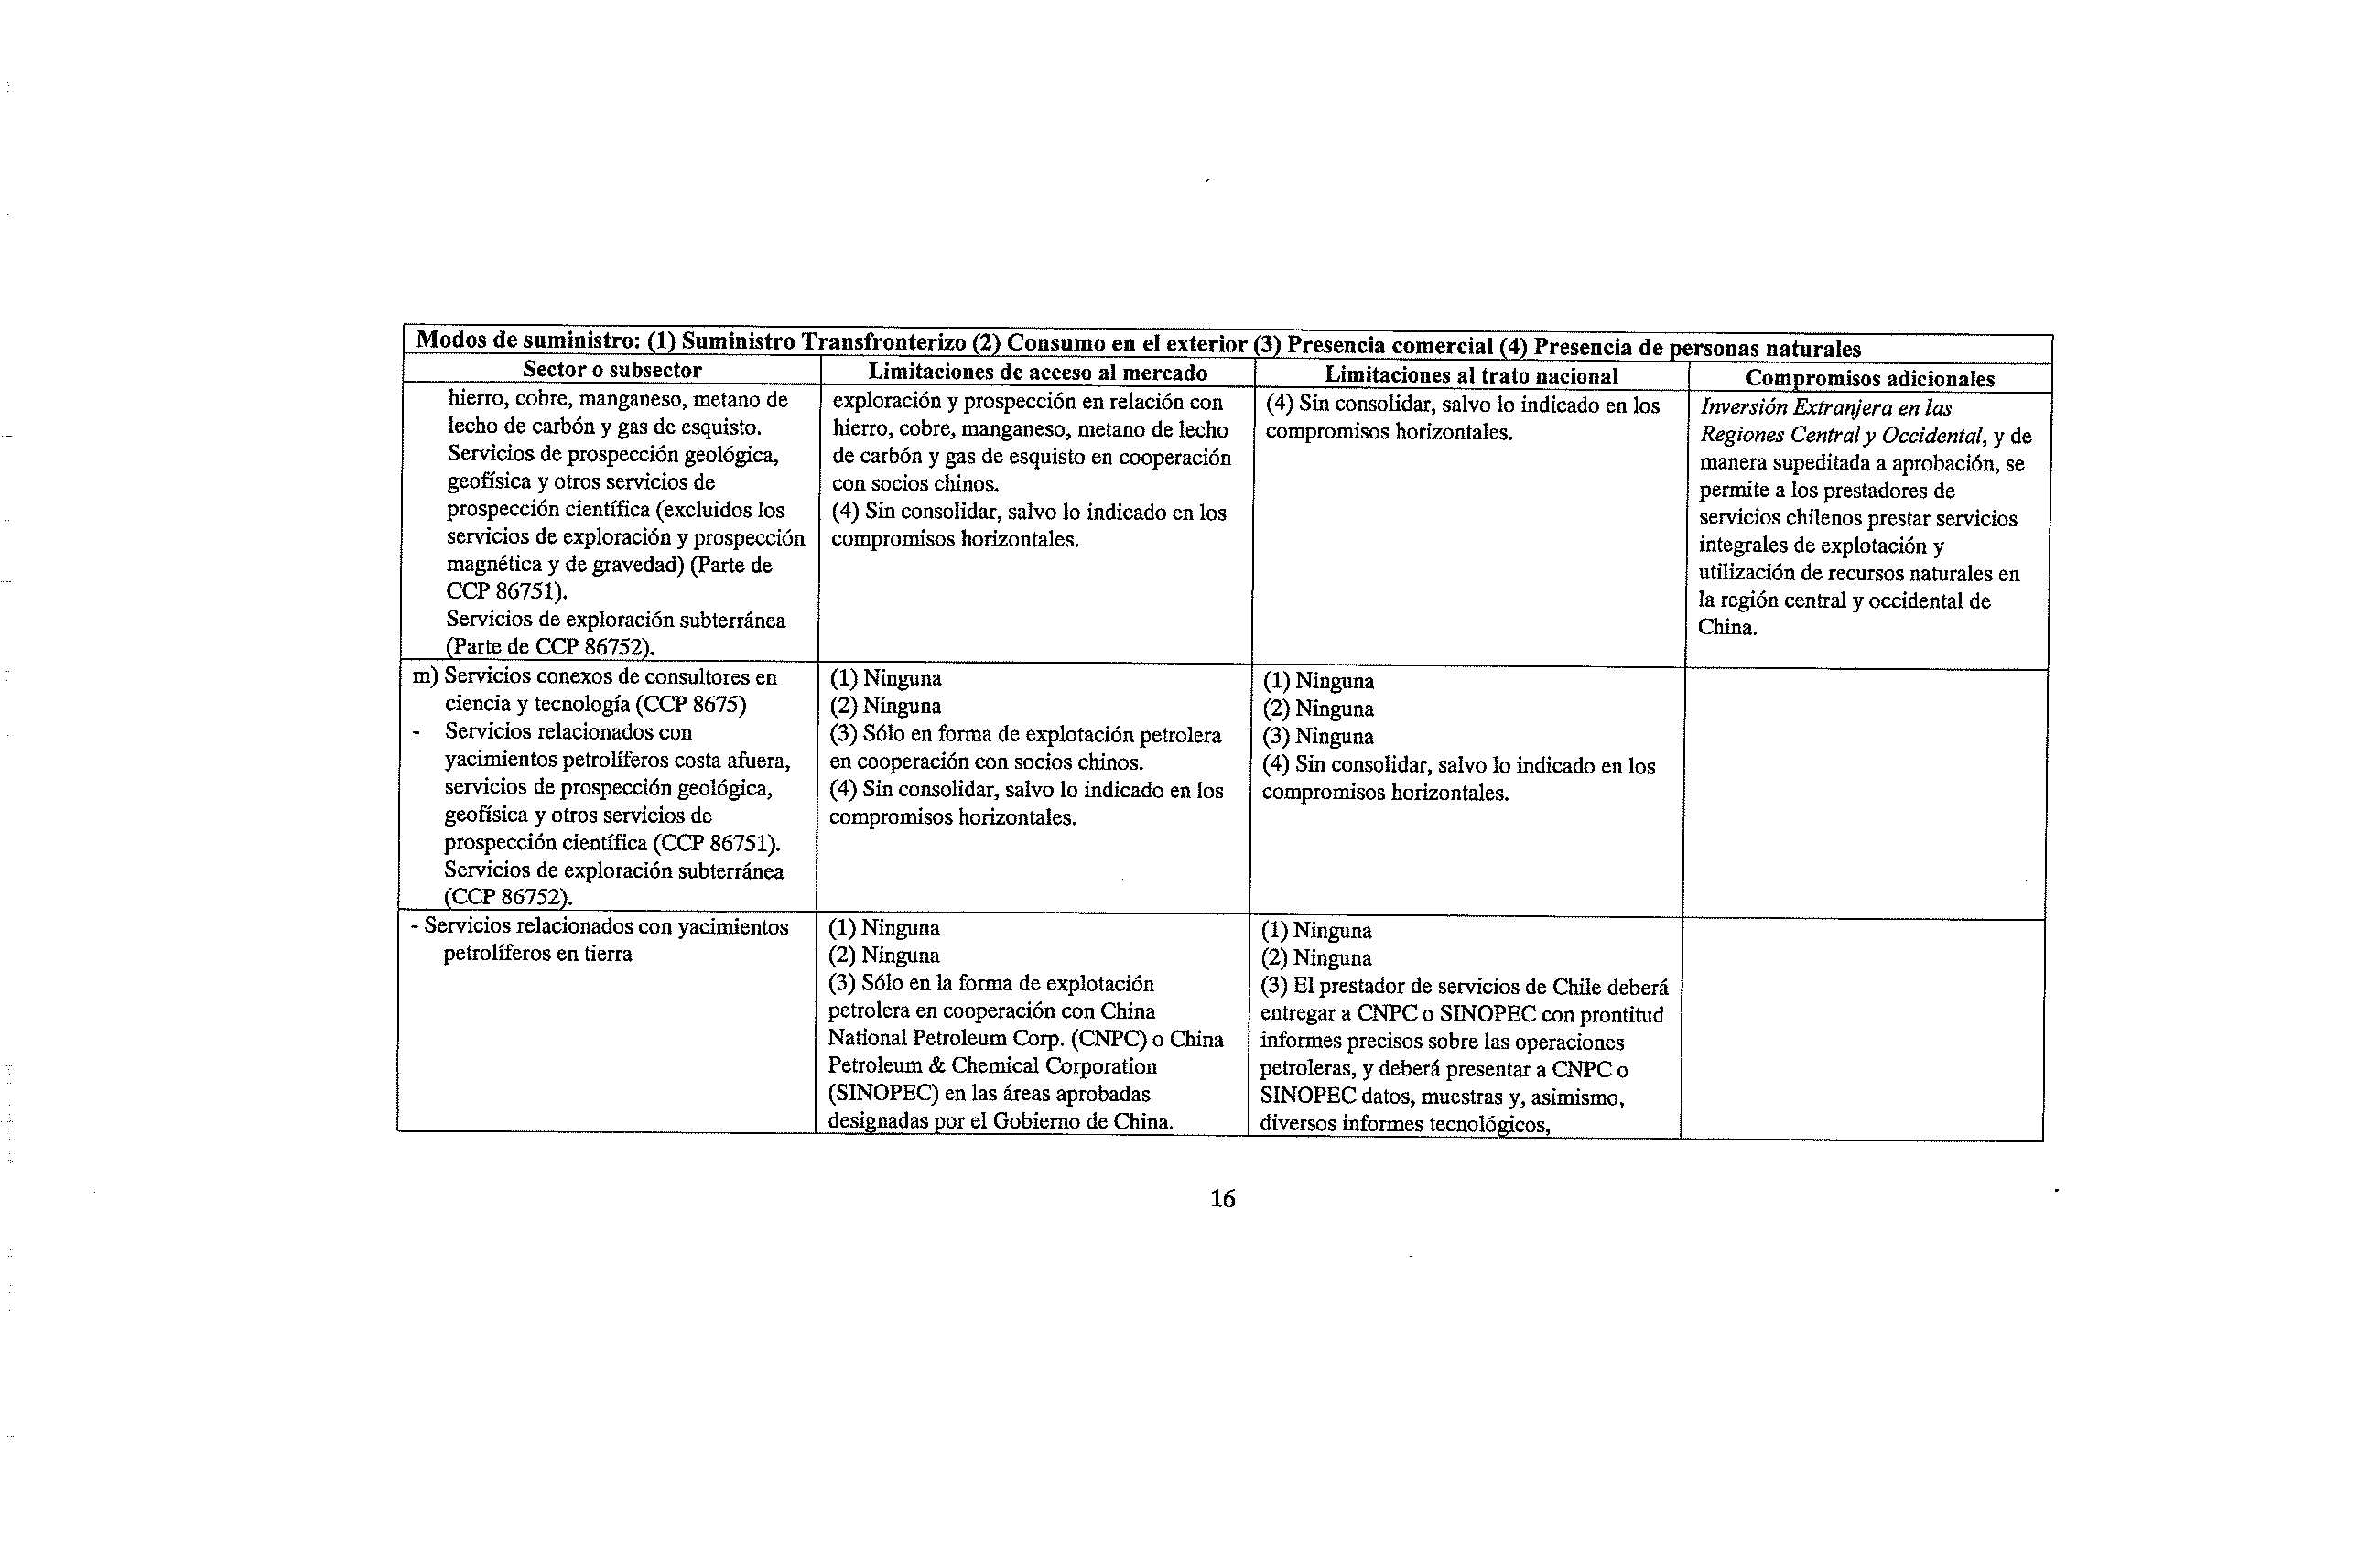 Modos de suministro: (1) Suministro Transfronterizo (2) Consumo en el exterior (3) Presencia comercial (4) Presencia de personas naturales
Sector o subsector
Limitaciones de acceso al mercado
Limitaciones al trato nacional
Compromisos adicionales
hierro, cobre, manganeso, metano de
lecho de carbón y gas de esquisto.
Servicios de prospección geológica,
geofísica y otros servicios de
prospección científica (excluidos los
servicios de exploración y prospección
magnética y de gravedad) (Parte de
CCP 86751).
Servicios de exploración subterránea
(Parte de CCP 86752).
exploración y prospección en relación con
hierro, cobre, manganeso, metano de lecho
de carbón y gas de esquisto en cooperación
con socios chinos.
(4) Sin consolidar, salvo lo indicado en los
compromisos horizontales.
(4) Sin consolidar, salvo lo indicado en los
compromisos horizontales.
Inversión Extranjera en las
Regiones Central y Occidental, y de
manera supeditada a aprobación, se
permite a los prestadores de
servicios chilenos prestar servicios
integrales de explotación y
utilización de recursos naturales en
la región central y occidental de
China.
m) Servicios conexos de consultores en
ciencia y tecnología (CCP 8675)
- Servicios relacionados con
yacimientos petrolíferos costa afuera,
servicios de prospección geológica,
geofísica y otros servicios de
prospección científica (CCP 86751).
Servicios de exploración subterránea
(CCP 86752).
(1) Ninguna
(2) Ninguna
(3) Sólo en forma de explotación petrolera
en cooperación con socios chinos.
(4) Sin consolidar, salvo lo indicado en los
compromisos horizontales.
(1) Ninguna
(2) Ninguna
(3) Ninguna
(4) Sin consolidar, salvo lo indicado en los
compromisos horizontales.
- Servicios relacionados con yacimientos
petrolíferos en tierra
(1) Ninguna
(2) Ninguna
(3) Sólo en la forma de explotación
petrolera en cooperación con China
National Petroleum Corp. (CNPC) o China
Petroleum & Chemical Corporation
(SINOPEC) en las áreas aprobadas
designadas por el Gobierno de China.
(1) Ninguna
(2) Ninguna
(3) El prestador de servicios de Chile deberá
entregar a CNPC o SINOPEC con prontitud
informes precisos sobre las operaciones
petroleras, y deberá presentar a CNPC o
SINOPEC datos, muestras y, asimismo,
diversos informes tecnológicos,
16